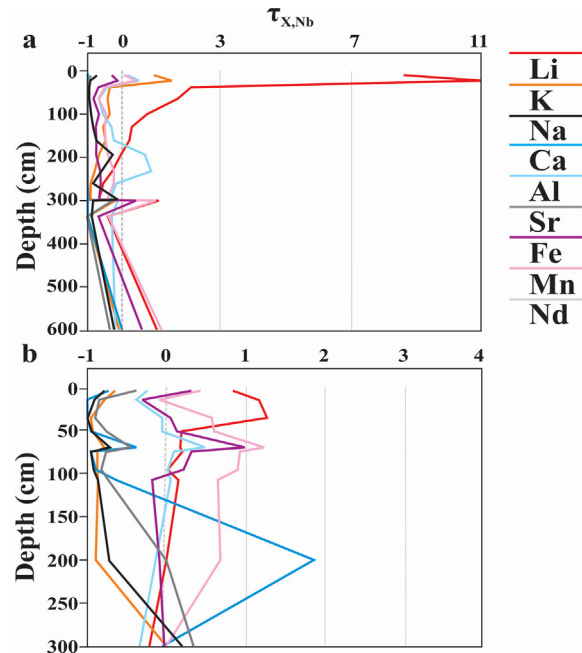 τX,Nb
a
-1 0 3 7 11
0
100
200
300
400
500
600
Depth (cm)
Li
K
Na
Ca
Al
Sr
Fe
Mn
Nd
b
-1 0 1 2 4
0
50
100
150
200
250
300
Depth (cm)